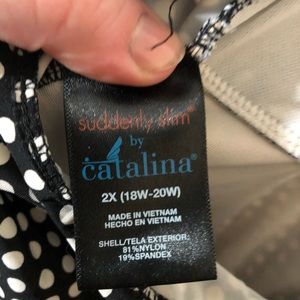 suddenly slim®
by
catalina®
2X (18W-20W)
MADE IN VIETNAM
HECHO EN VIETNAM
SHELL/TELA EXTERIOR:
81%NYLON
19%SPANDEX